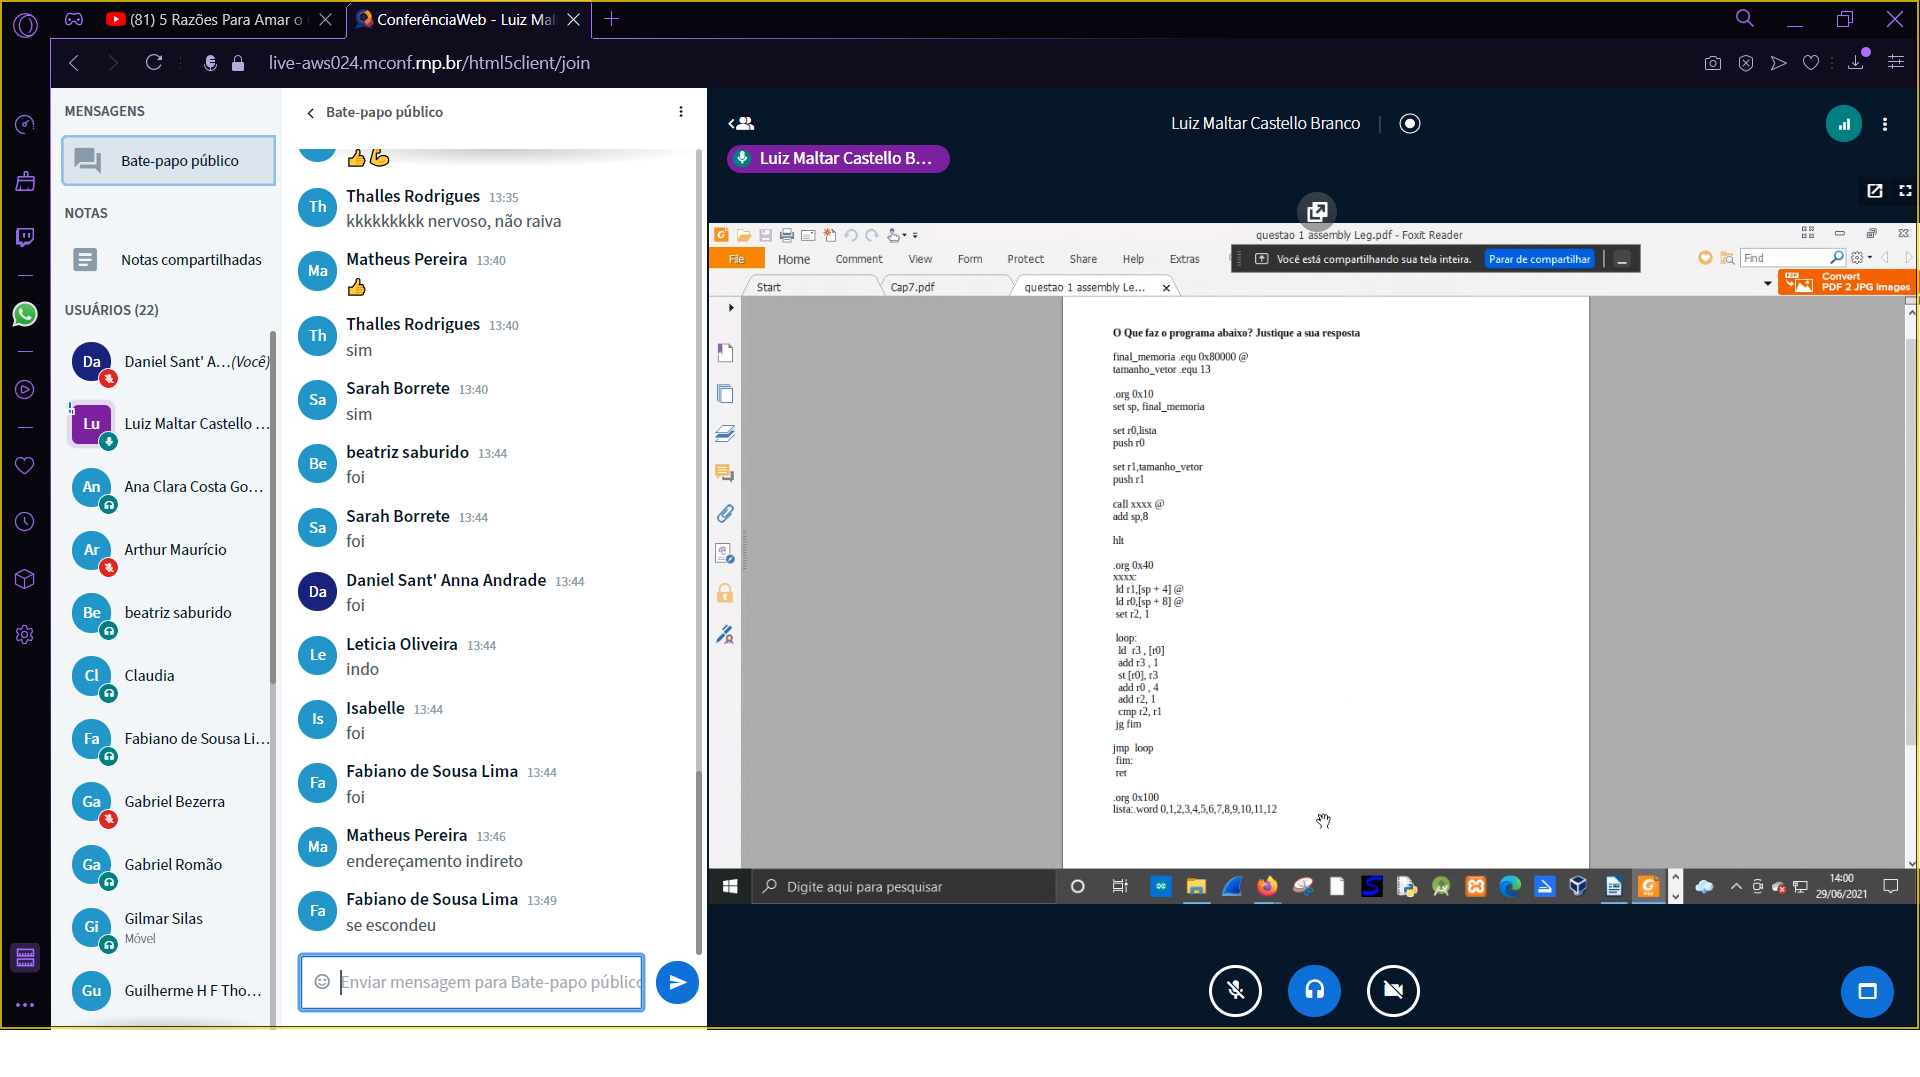 (81) 5 Razões Para Amar o
ConferênciaWeb - Luiz Mal
live-aws024.mconf.rnp.br/html5client/join
MENSAGENS
Bate-papo público
NOTAS
Notas compartilhadas
USUÁRIOS (22)
Da
Daniel Sant' A... (Você)
Lu
Luiz Maltar Castello ...
An
Ana Clara Costa Go...
Ar
Arthur Maurício
Be
beatriz saburido
Cl
Claudia
Fa
Fabiano de Sousa Li...
Ga
Gabriel Bezerra
Ga
Gabriel Romão
Gi
Gilmar Silas
Móvel
Gu
Guilherme H F Tho...
Bate-papo público
Th
Thalles Rodrigues 13:35
kkkkkkkkk nervoso, não raiva
Ma
Matheus Pereira 13:40
Th
Thalles Rodrigues 13:40
sim
Sa
Sarah Borrete 13:40
sim
Be
beatriz saburido 13:44
foi
Sa
Sarah Borrete 13:44
foi
Da
Daniel Sant' Anna Andrade 13:44
foi
Le
Leticia Oliveira 13:44
indo
Is
Isabelle 13:44
foi
Fa
Fabiano de Sousa Lima 13:44
foi
Ma
Matheus Pereira 13:46
endereçamento indireto
Fa
Fabiano de Sousa Lima 13:49
se escondeu
Enviar mensagem para Bate-papo público
Luiz Maltar Castello Branco
Luiz Maltar Castello B...
questao 1 assembly Leg.pdf - Foxit Reader
File Home Comment View Form Protect Share Help Extras
Você está compartilhando sua tela inteira. Parar de compartilhar
Find
Start Cap7.pdf questao 1 assembly Le...
Convert
PDF 2 JPG Images
O Que faz o programa abaixo? Justique a sua resposta
final_memoria .equ 0x80000 @
tamanho_vetor .equ 13
.org 0x10
set sp, final_memoria
set r0,lista
push r0
set r1,tamanho_vetor
push r1
call xxxx @
add sp,8
hlt
.org 0x40
xxxx:
ld r1,[sp + 4] @
ld r0,[sp + 8] @
set r2, 1
loop:
ld r3 , [r0]
add r3 , 1
st [r0], r3
add r0 , 4
add r2, 1
cmp r2, r1
jg fim
jmp loop
fim:
ret
.org 0x100
lista:.word 0,1,2,3,4,5,6,7,8,9,10,11,12
Digite aqui para pesquisar
14:00
29/06/2021